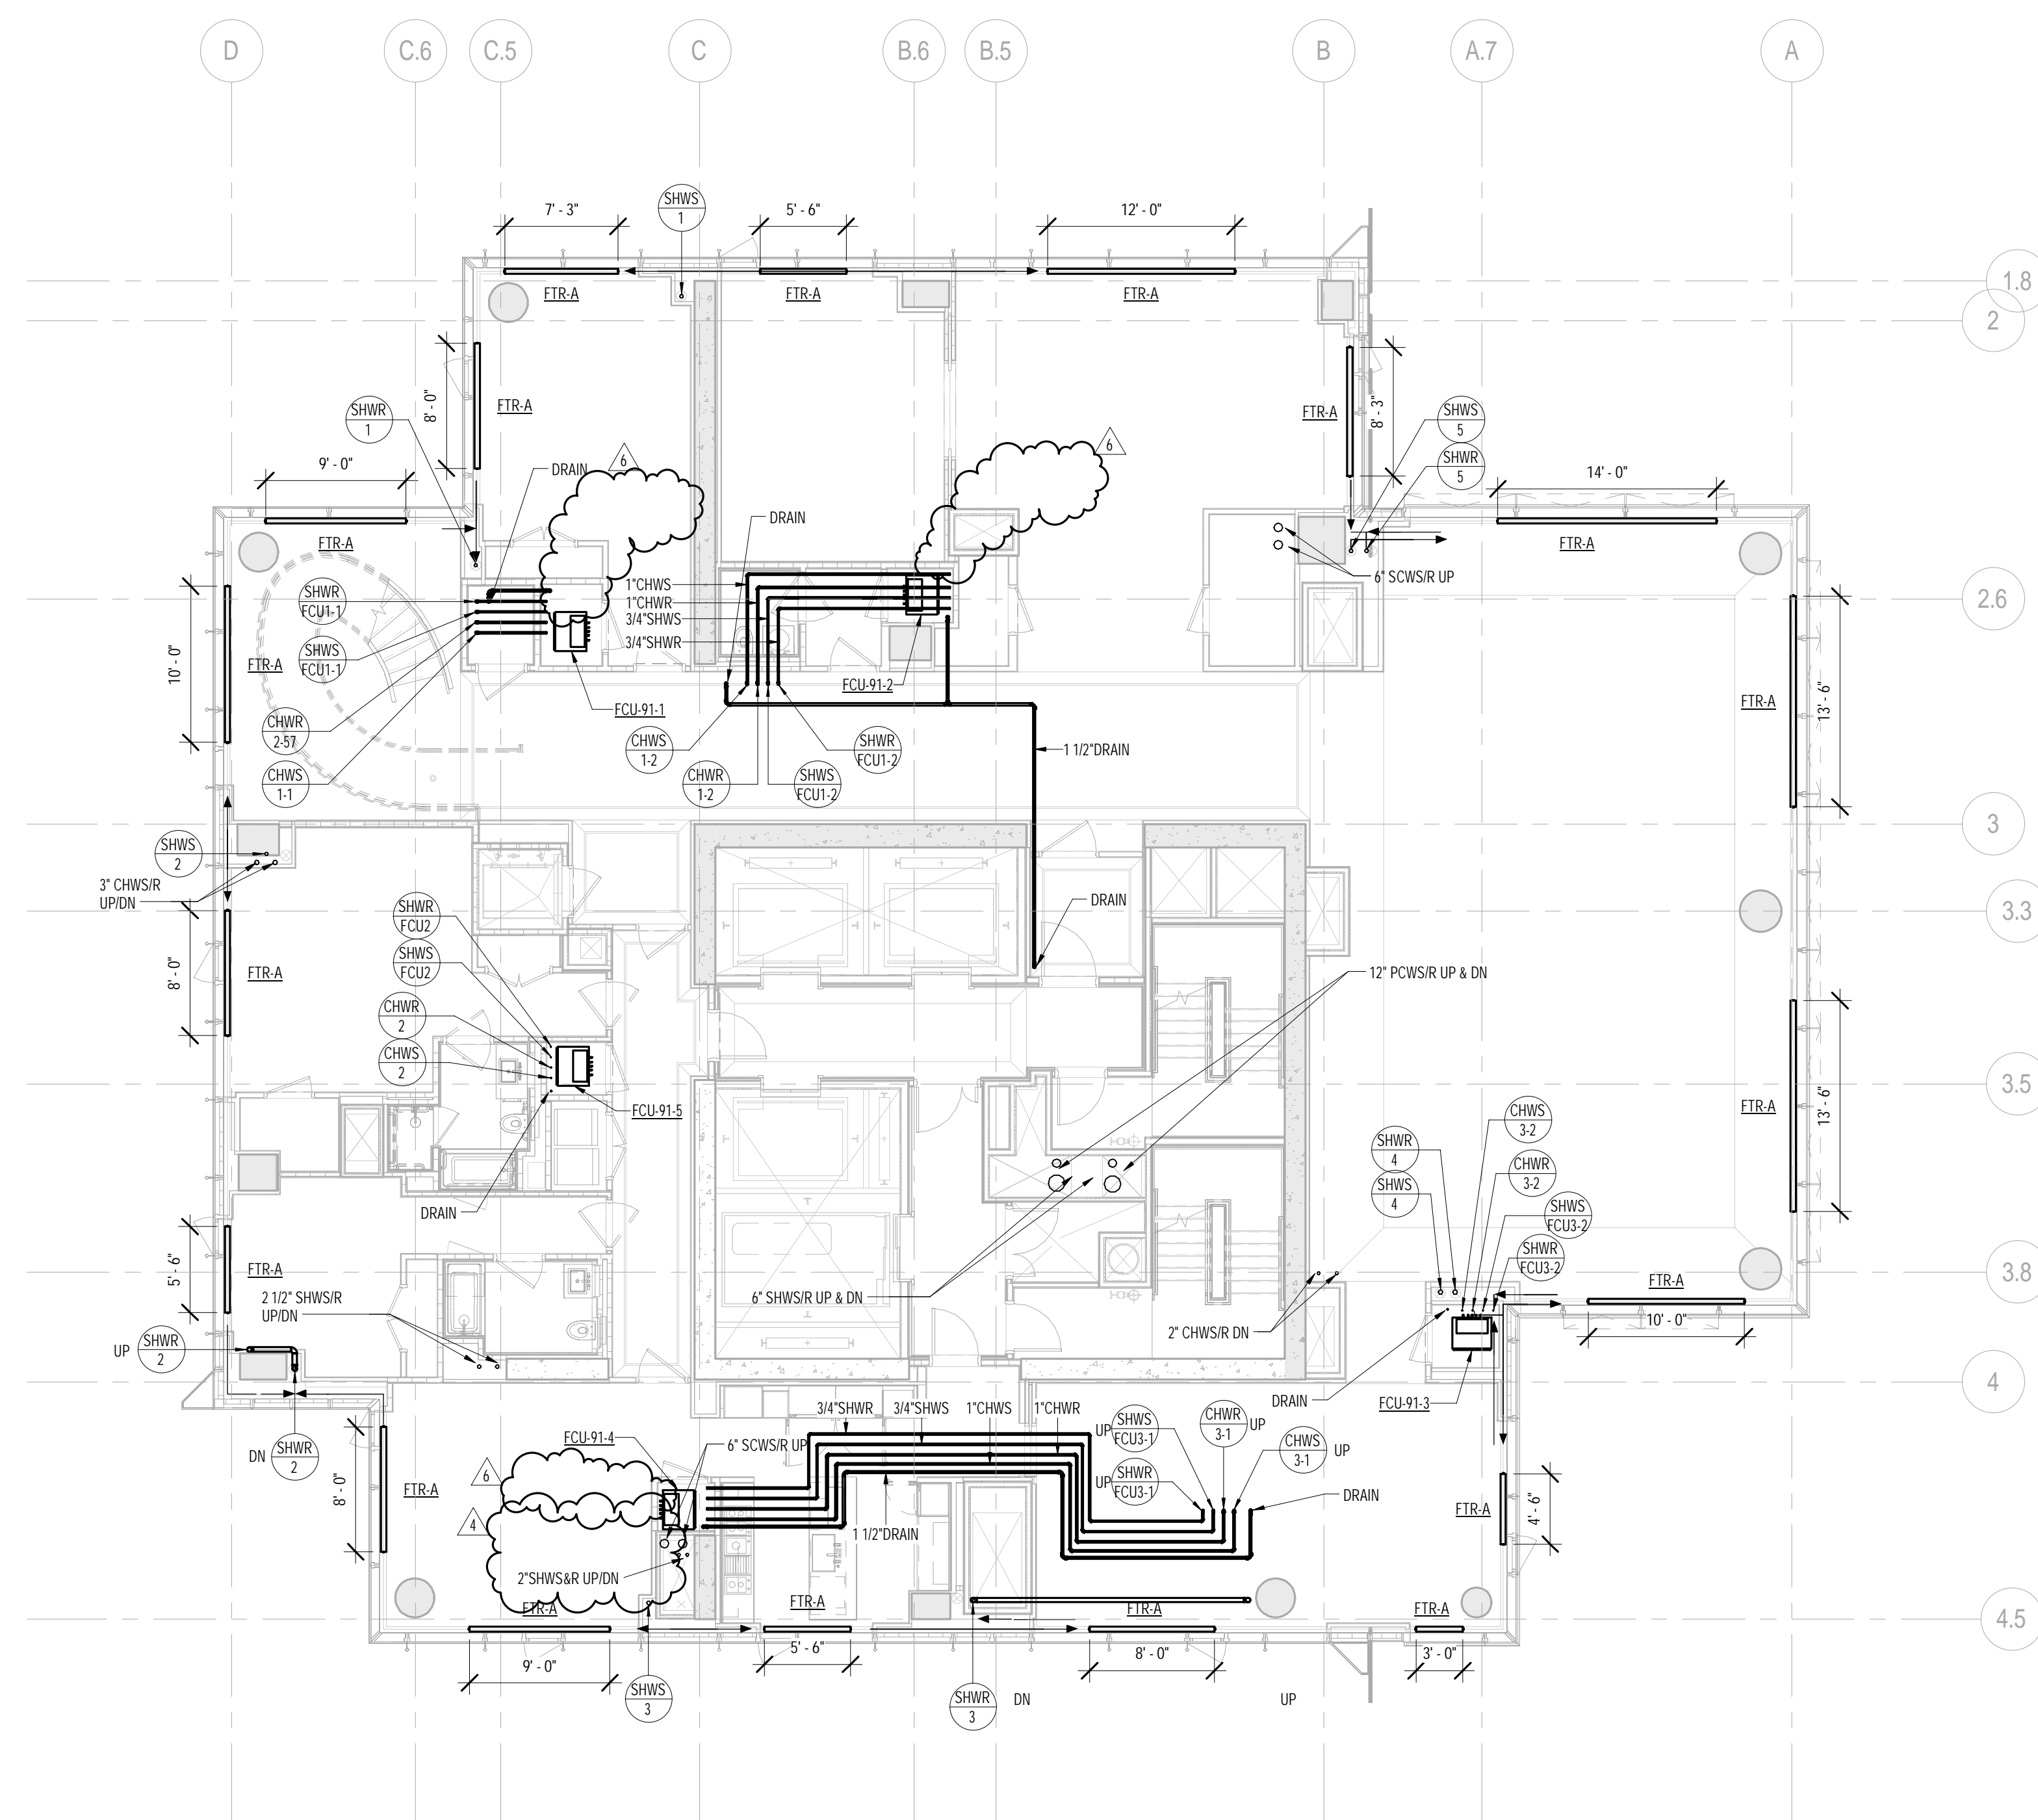 D
C.6
C.5
C
B.6
B.5
B
A.7
A
SHWS
1
7' - 3"
5' - 6"
12' - 0"
1.8
2
FTR-A
FTR-A
FTR-A
8' - 0"
FTR-A
FTR-A
8' - 3"
SHWR
1
SHWS
5
SHWR
5
9' - 0"
DRAIN
6
6
14' - 0"
FTR-A
DRAIN
FTR-A
6" SCWS/R UP
1"CHWS
1"CHWR
3/4"SHWS
3/4"SHWR
SHWR
FCU1-1
SHWS
FCU1-1
2.6
10' - 0"
FTR-A
FCU-91-2
FCU-91-1
FTR-A
13' - 6"
CHWR
2-57
CHWS
1-1
CHWS
1-2
CHWR
1-2
SHWS
FCU1-2
SHWR
FCU1-2
1 1/2"DRAIN
3
SHWS
2
3" CHWS/R
UP/DN
SHWR
FCU2
SHWS
FCU2
DRAIN
3.3
8' - 0"
FTR-A
12" PCWS/R UP & DN
CHWR
2
CHWS
2
3.5
FCU-91-5
FTR-A
13' - 6"
CHWS
3-2
SHWR
4
CHWR
3-2
SHWS
4
SHWS
FCU3-2
SHWR
FCU3-2
DRAIN
5' - 6"
FTR-A
2 1/2" SHWS/R
UP/DN
6" SHWS/R UP & DN
FTR-A
3.8
10' - 0"
2" CHWS/R DN
UP
SHWR
2
4
DRAIN
FCU-91-3
DN
SHWR
2
FCU-91-4
6" SCWS/R UP
3/4"SHWR
3/4"SHWS
1"CHWS
1"CHWR
UP
SHWS
FCU3-1
CHWR
3-1
UP
CHWS
3-1
UP
UP
SHWR
FCU3-1
DRAIN
6
4
8' - 0"
FTR-A
1 1/2"DRAIN
FTR-A
4' - 6"
2"SHWS&R UP/DN
FTR-A
FTR-A
FTR-A
FTR-A
4.5
9' - 0"
5' - 6"
8' - 0"
3' - 0"
SHWS
3
SHWR
3
DN
UP